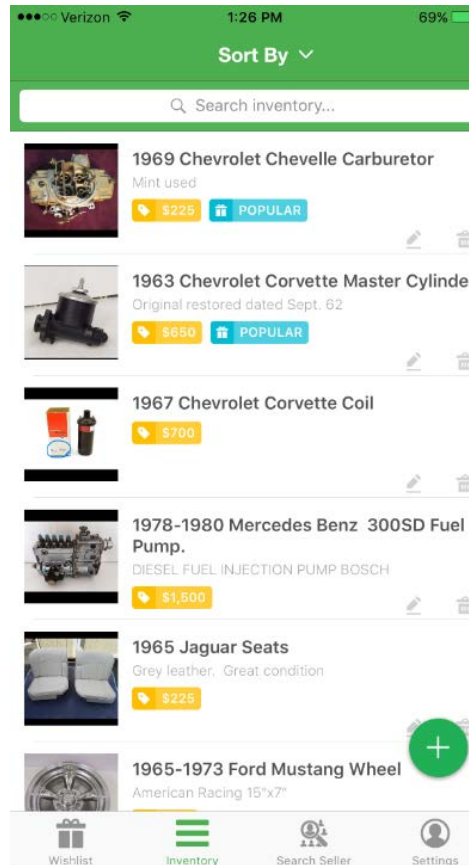 Verizon 1:26 PM 69%
Sort By
Search inventory...
1969 Chevrolet Chevelle Carburetor
Mint used
$225 POPULAR
1963 Chevrolet Corvette Master Cylinde
Original restored dated Sept. 62
$650 POPULAR
1967 Chevrolet Corvette Coil
$700
1978-1980 Mercedes Benz 300SD Fuel
Pump.
DIESEL FUEL INJECTION PUMP BOSCH
$1,500
1965 Jaguar Seats
Grey leather. Great condition
$225
1965-1973 Ford Mustang Wheel
American Racing 15"x7"
Wishlist Inventory Search Seller Settings